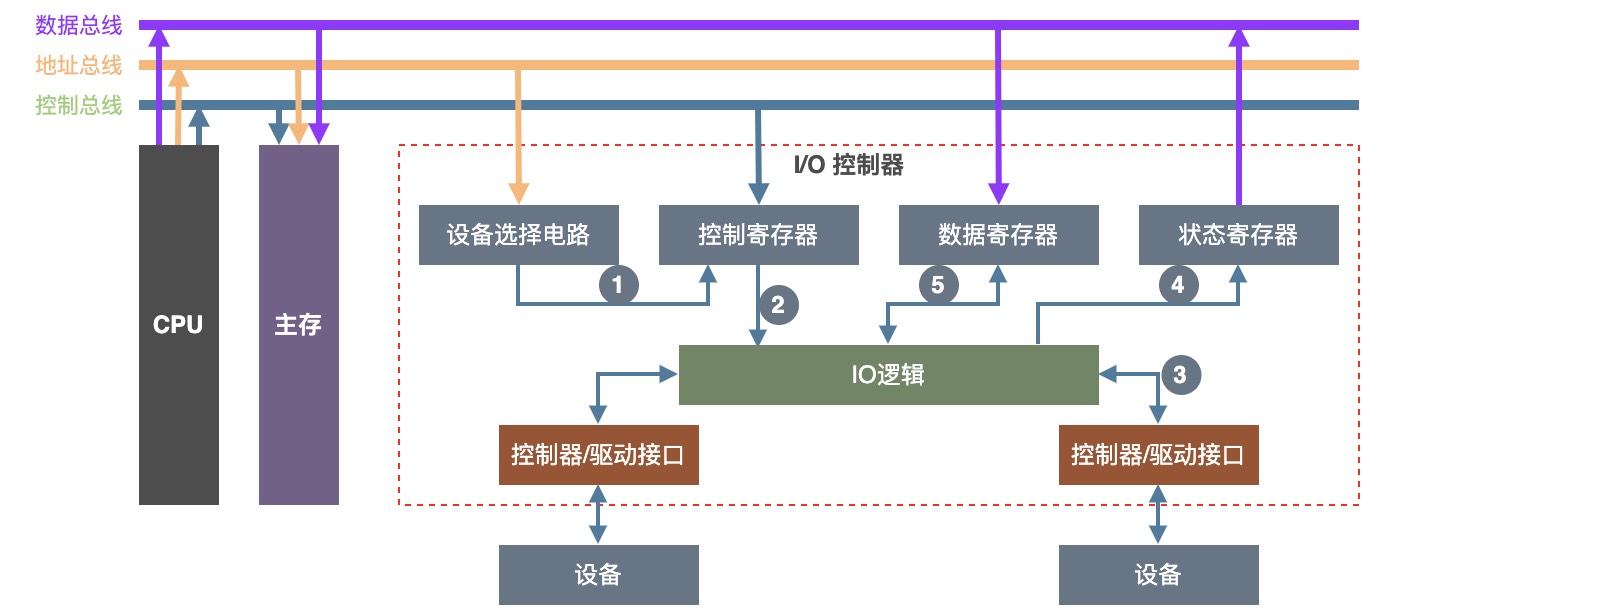 数据总线
地址总线
控制总线
I/O 控制器
设备选择电路
控制寄存器
数据寄存器
状态寄存器
1
2
5
4
CPU
主存
IO逻辑
3
控制器/驱动接口
控制器/驱动接口
设备
设备